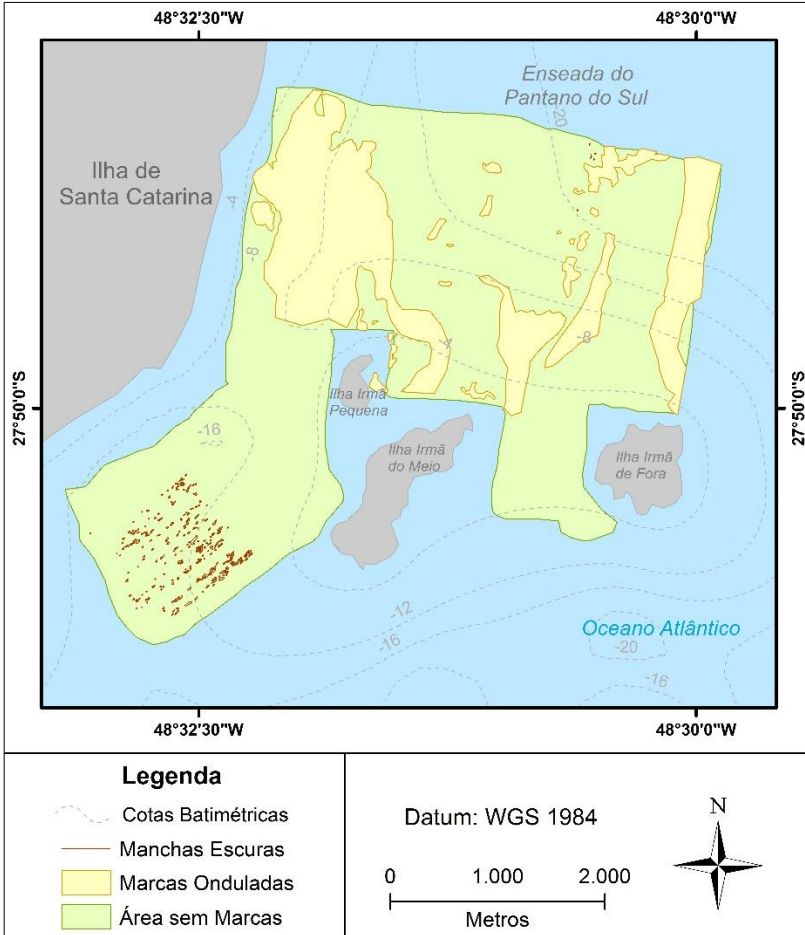 48°32'30"W
48°30'0"W
Enseada do
Pantano do Sul
-20
Ilha de
Santa Catarina
-4
-8
-4
-8
27°50'0"S
27°50'0"S
Ilha Irmã
Pequena
-16
Ilha Irmã
do Meio
Ilha Irmã
de Fora
-12
Oceano Atlântico
-16
-20
-16
48°32'30"W
48°30'0"W
Legenda
Cotas Batimétricas
Manchas Escuras
Marcas Onduladas
Área sem Marcas
Datum: WGS 1984
0 1.000 2.000
Metros
N